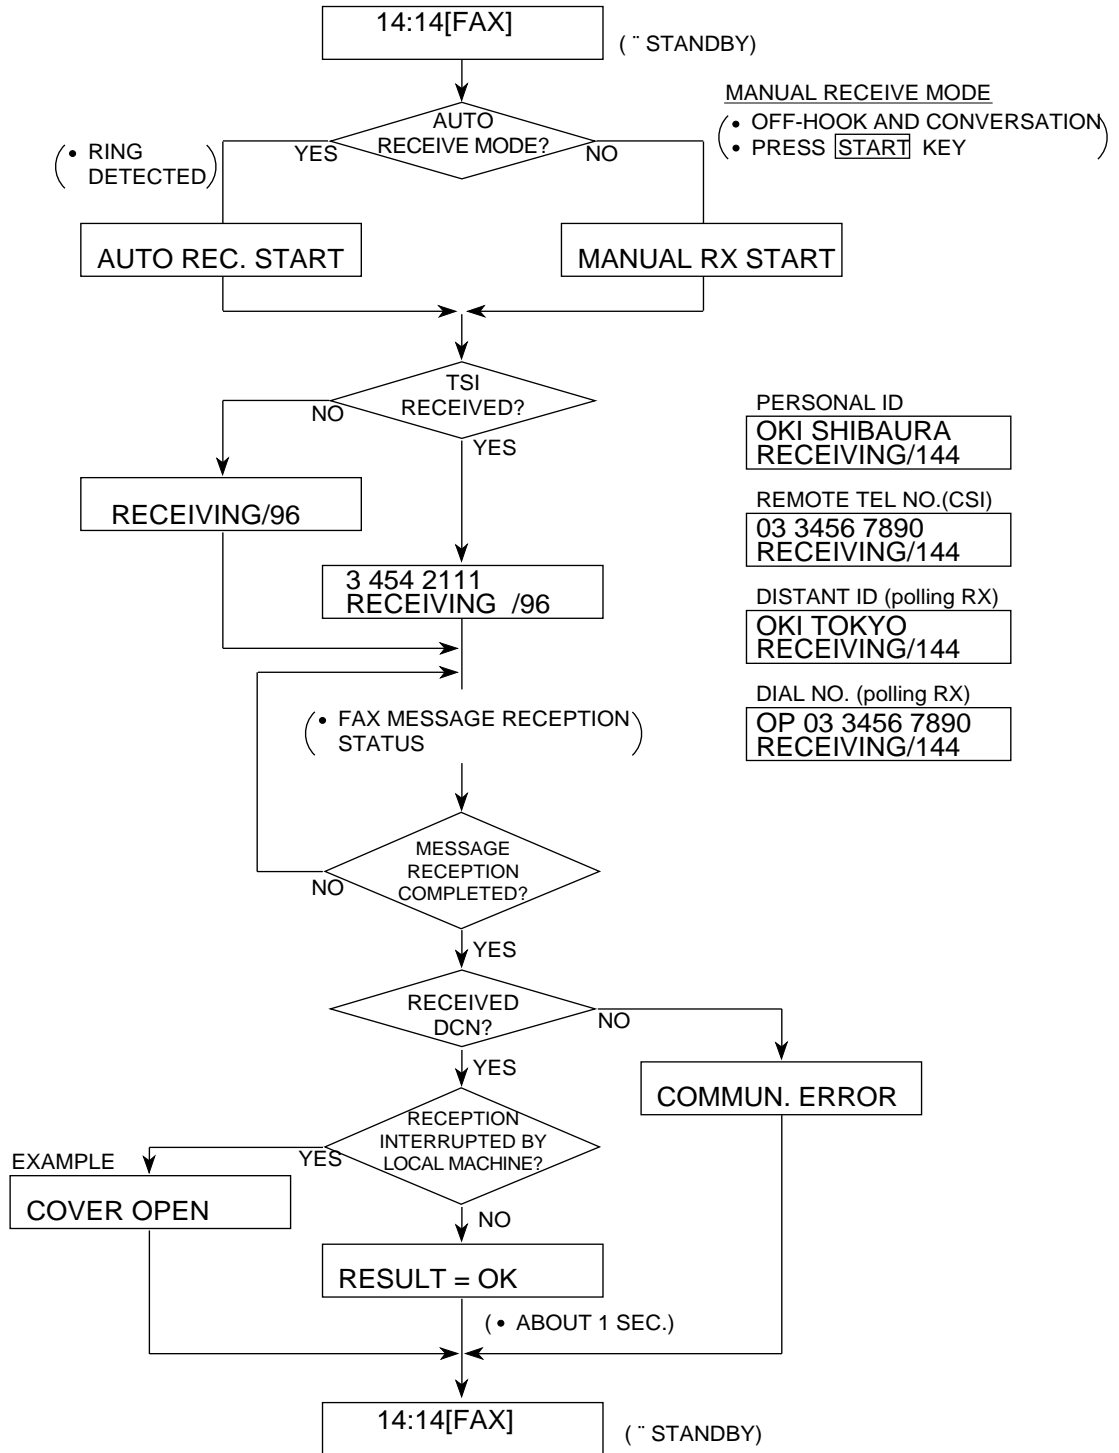 14:14[FAX]
( ¨ STANDBY)
MANUAL RECEIVE MODE
• OFF-HOOK AND CONVERSATION
• PRESS START KEY
AUTO
RECEIVE MODE?
YES
NO
( • RING
DETECTED )
AUTO REC. START
MANUAL RX START
TSI
RECEIVED?
NO
YES
RECEIVING/96
3 454 2111
RECEIVING /96
PERSONAL ID
OKI SHIBAURA
RECEIVING/144
REMOTE TEL NO.(CSI)
03 3456 7890
RECEIVING/144
DISTANT ID (polling RX)
OKI TOKYO
RECEIVING/144
DIAL NO. (polling RX)
OP 03 3456 7890
RECEIVING/144
( • FAX MESSAGE RECEPTION
STATUS )
MESSAGE
RECEPTION
COMPLETED?
NO
YES
RECEIVED
DCN?
NO
YES
COMMUN. ERROR
RECEPTION
INTERRUPTED BY
LOCAL MACHINE?
YES
NO
EXAMPLE
COVER OPEN
RESULT = OK
( • ABOUT 1 SEC.)
14:14[FAX]
( ¨ STANDBY)